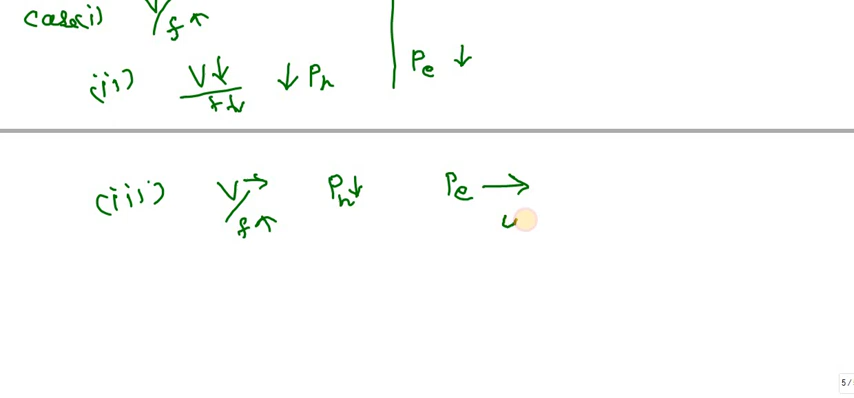 case(i) V/f↑
(ii) V↓/f↓ ↓Ph Pe ↓
(iii) V→/f↑ Ph↓ Pe →
5/